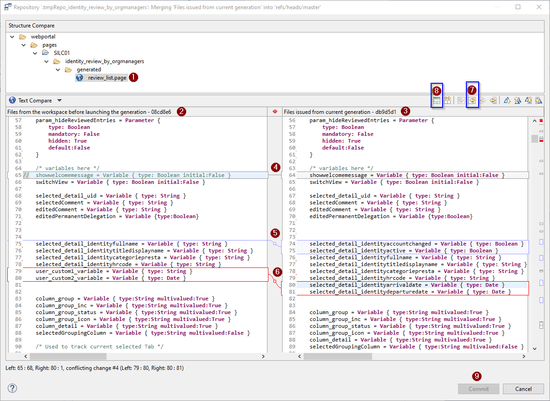 Repository '.tmpRepo_identity_review_by_orgmanagers': Merging 'Files issued from current generation' into 'refs/heads/master'
Structure Compare
webportal
pages
SILC01
identity_review_by_orgmanagers
generated
review_list.page
1
8
7
Text Compare
Files from the workspace before launching the generation - 08cd8e6
2
Files issued from current generation - db9d5d1
3
56 param_hideReviewedEntries = Parameter {
57 type: Boolean
58 mandatory: False
59 hidden: True
60 default:False
61 }
62
63 /* variables here */
64 // showwelcomemessage = Variable { type: Boolean initial:False }
4
65 switchView = Variable { type: Boolean initial:False }
66
67 selected_detail_uid = Variable { type: String }
68 selectedComment = Variable { type: String }
69 editedComment = Variable { type: String }
70 editedPersistentDelegation = Variable {type:Boolean}
71
72
73
74
5
75 selected_detail_identityfullname = Variable { type: String }
76 selected_detail_identitytitledisplayname = Variable { type: String }
77 selected_detail_identitycategoriepresta = Variable { type: String }
78 selected_detail_identityhrcode = Variable { type: String }
79 user_custom1_variable = Variable { type: String }
6
80 user_custom2_variable = Variable { type: Date }
81
82
83 column_group = Variable { type:String multivalued:True }
84 column_group_inc = Variable { type:String multivalued:True }
85 column_group_status = Variable { type:String multivalued:True }
86 column_group_icon = Variable { type:String multivalued:True }
87 column_detail = Variable { type:String multivalued:True }
88 selectedGroupingColumn = Variable { type:String multivalued:False }
89
90 /* Used to track current selected Tab */
56 param_hideReviewedEntries = Parameter {
57 type: Boolean
58 mandatory: False
59 hidden: True
60 default:False
61 }
62
63 /* variables here */
64 showwelcomemessage = Variable { type: Boolean initial:False }
65 switchView = Variable { type: Boolean initial:False }
66
67 selected_detail_uid = Variable { type: String }
68 selectedComment = Variable { type: String }
69 editedComment = Variable { type: String }
70 editedPersistentDelegation = Variable {type:Boolean}
71
72
73
74 selected_detail_identityaccountchanged = Variable { type: Boolean }
75 selected_detail_identityactive = Variable { type: Boolean }
76 selected_detail_identityfullname = Variable { type: String }
77 selected_detail_identitytitledisplayname = Variable { type: String }
78 selected_detail_identitycategoriepresta = Variable { type: String }
79 selected_detail_identityhrcode = Variable { type: String }
80 selected_detail_identityarrivaldate = Variable { type: Date }
81 selected_detail_identitydeparturedate = Variable { type: Date }
82
83
84 column_group = Variable { type:String multivalued:True }
85 column_group_inc = Variable { type:String multivalued:True }
86 column_group_status = Variable { type:String multivalued:True }
87 column_group_icon = Variable { type:String multivalued:True }
88 column_detail = Variable { type:String multivalued:True }
89 selectedGroupingColumn = Variable { type:String multivalued:False }
90
Left: 65 : 68, Right: 80 : 1, conflicting change #4 (Left: 79 : 80, Right: 80 : 81)
9
Commit
Cancel